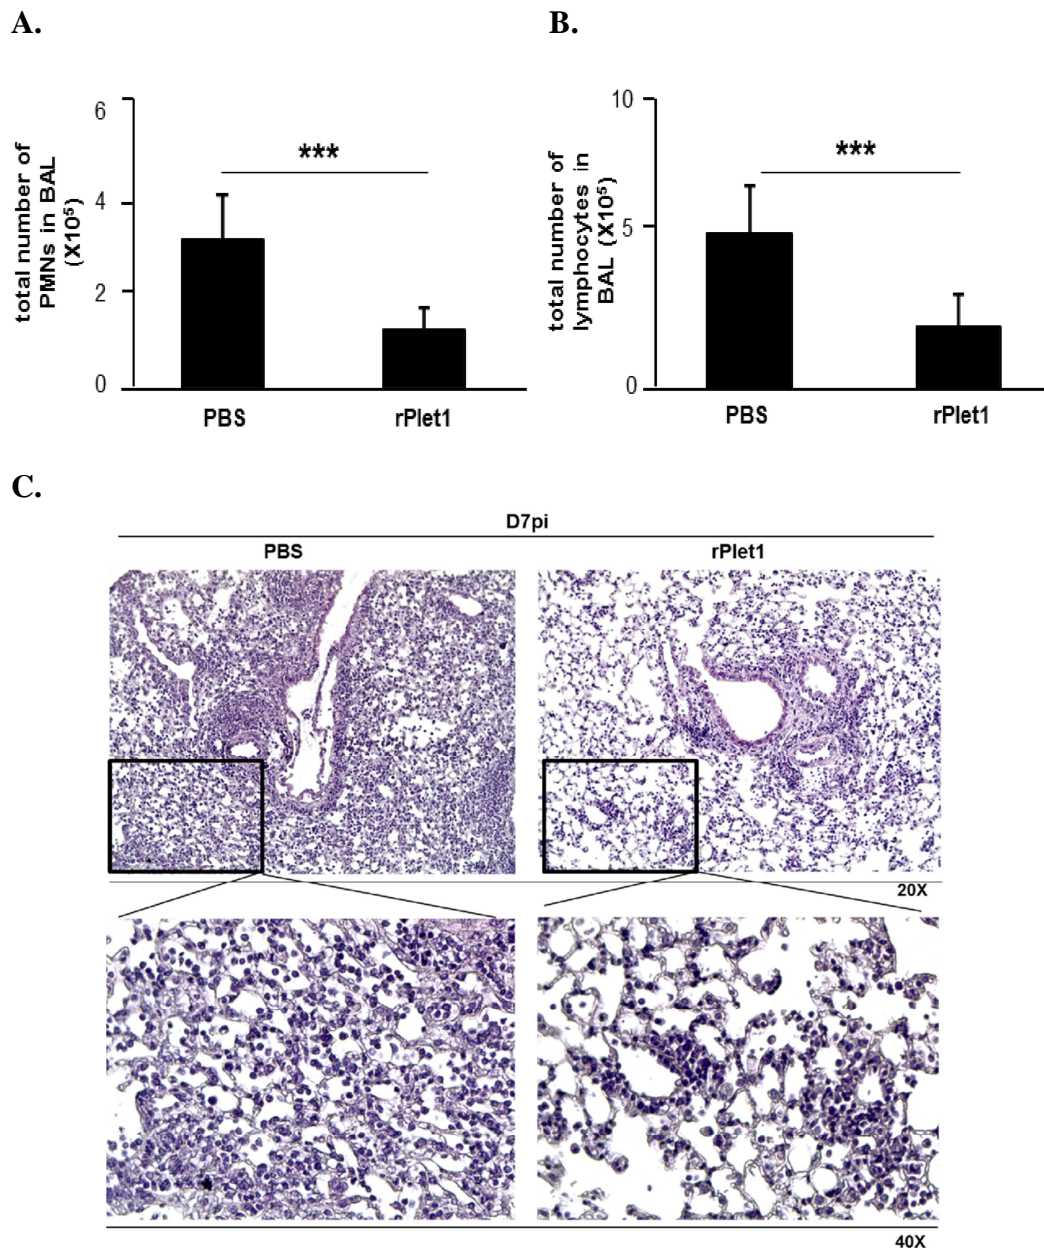 A.
B.
total number of
PMNs in BAL
(X10⁵)
6
4
2
0
***
PBS
rPlet1
total number of
lymphocytes in
BAL (X10⁵)
10
5
0
***
PBS
rPlet1
C.
D7pi
PBS
rPlet1
20X
40X